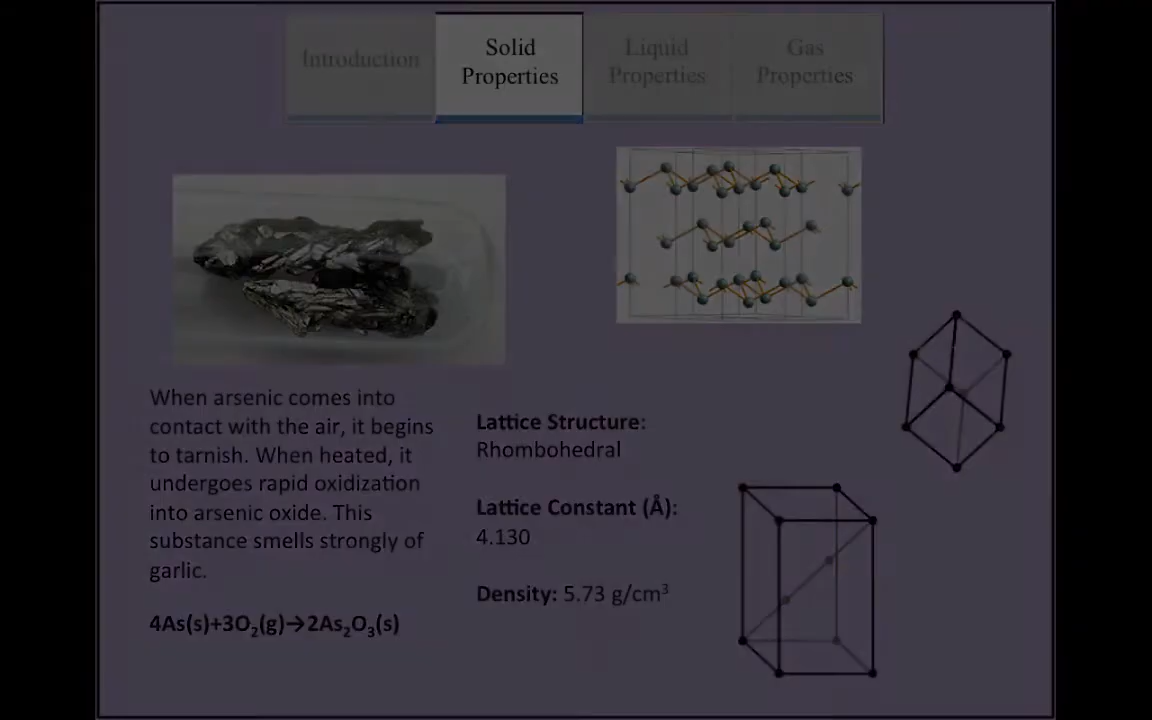 Introduction
Solid
Properties
Liquid
Properties
Gas
Properties
When arsenic comes into
contact with the air, it begins
to tarnish. When heated, it
undergoes rapid oxidization
into arsenic oxide. This
substance smells strongly of
garlic.
4As(s)+3O₂(g)→2As₂O₃(s)
Lattice Structure:
Rhombohedral
Lattice Constant (Å):
4.130
Density: 5.73 g/cm³